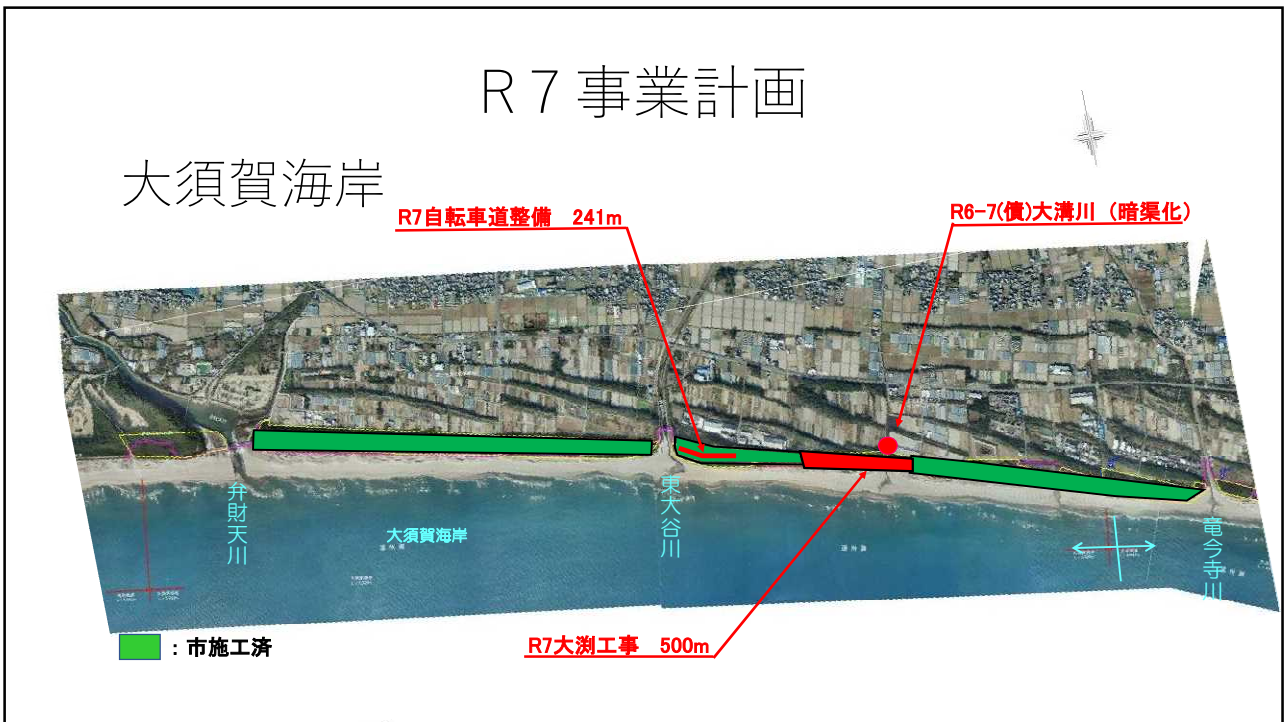 R7事業計画
大須賀海岸
R7自転車道整備 241m
R6-7(債)大溝川（暗渠化）
弁財天川
大須賀海岸
東大谷川
竜今寺川
R7大渕工事 500m
：市施工済